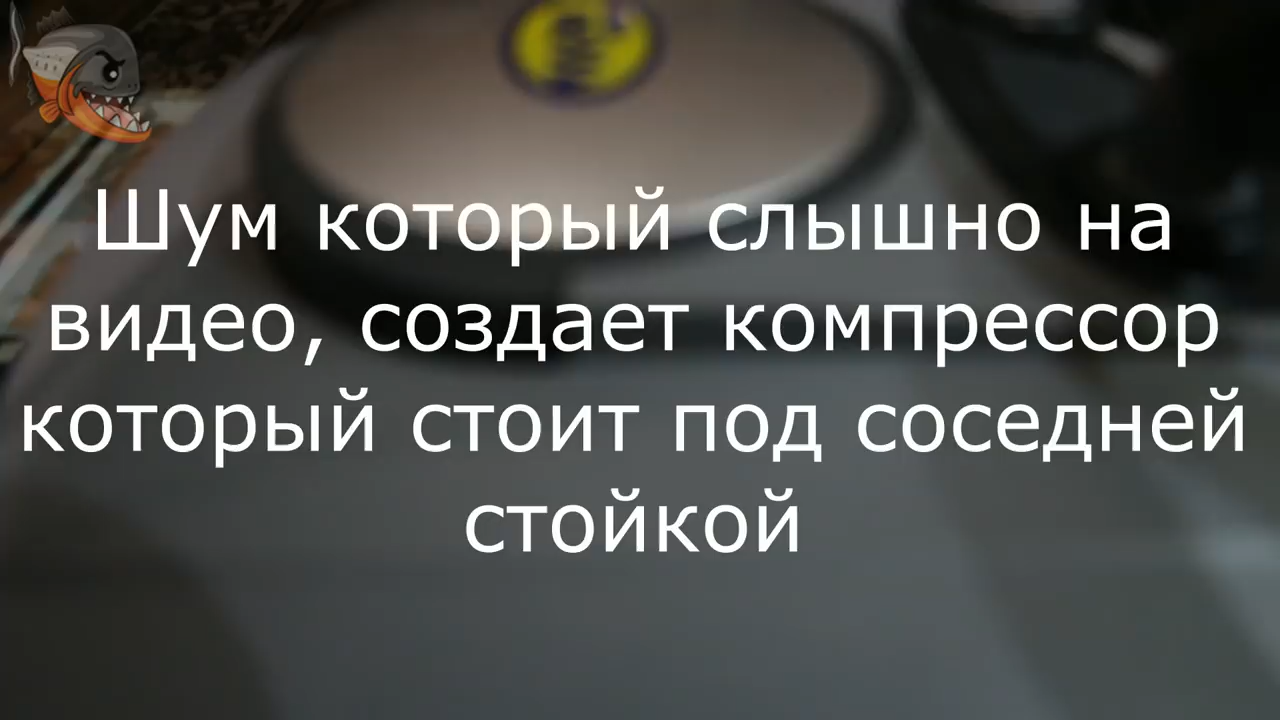 Шум который слышно на
видео, создает компрессор
который стоит под соседней
стойкой